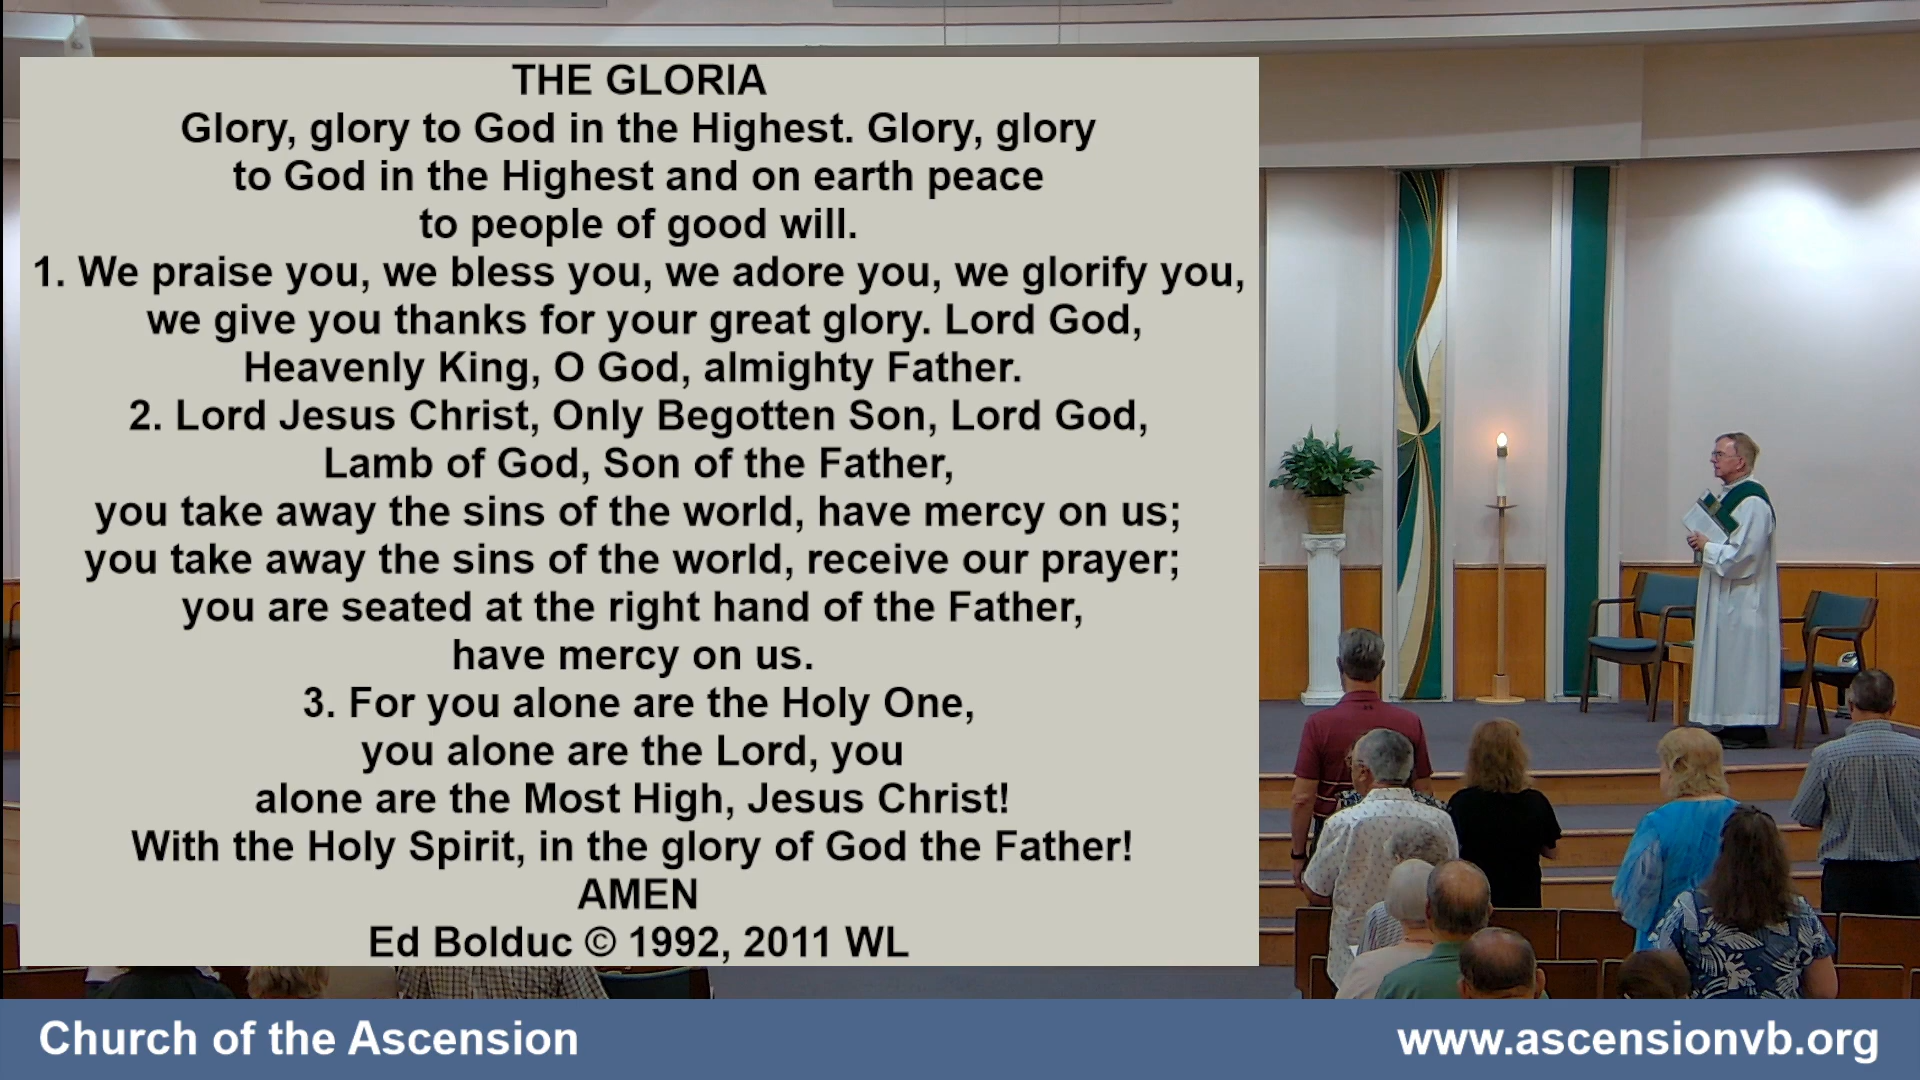 THE GLORIA
Glory, glory to God in the Highest. Glory, glory
to God in the Highest and on earth peace
to people of good will.
1. We praise you, we bless you, we adore you, we glorify you,
we give you thanks for your great glory. Lord God,
Heavenly King, O God, almighty Father.
2. Lord Jesus Christ, Only Begotten Son, Lord God,
Lamb of God, Son of the Father,
you take away the sins of the world, have mercy on us;
you take away the sins of the world, receive our prayer;
you are seated at the right hand of the Father,
have mercy on us.
3. For you alone are the Holy One,
you alone are the Lord, you
alone are the Most High, Jesus Christ!
With the Holy Spirit, in the glory of God the Father!
AMEN
Ed Bolduc © 1992, 2011 WL
Church of the Ascension
www.ascensionvb.org